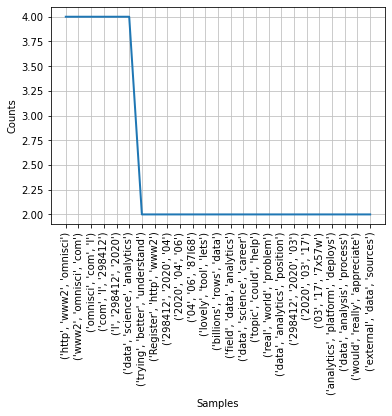 4.00
3.75
3.50
3.25
3.00
2.75
2.50
2.25
2.00
Counts
('http', 'www2', 'omnisci')
('www2', 'omnisci', 'com')
('omnisci', 'com', 'l')
('com', 'l', '298412')
('l', '298412', '2020')
('data', 'science', 'analytics')
('trying', 'better', 'understand')
('Register', 'http', 'www2')
('298412', '2020', '04')
('2020', '04', '06')
('04', '06', '87l68')
('lovely', 'tool', 'lets')
('billions', 'rows', 'data')
('field', 'data', 'analytics')
('data', 'science', 'career')
('topic', 'could', 'help')
('real', 'world', 'problem')
('data', 'analytics', 'position')
('298412', '2020', '03')
('2020', '03', '17')
('03', '17', '7x57w')
('analytics', 'platform', 'deploys')
('data', 'analysis', 'process')
('would', 'really', 'appreciate')
('external', 'data', 'sources')
Samples